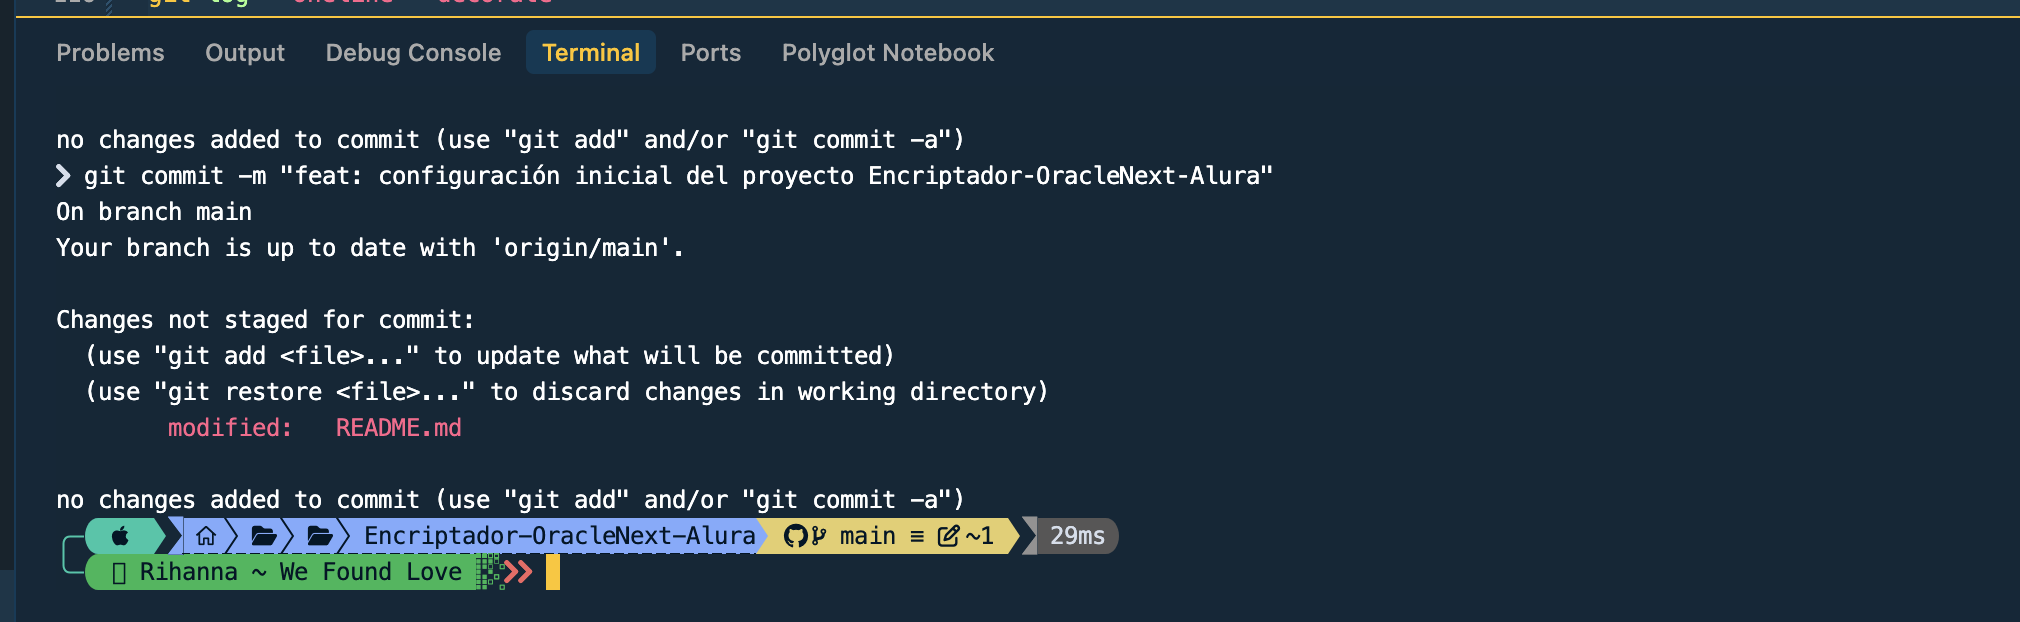 git log --oneline --decorate
Problems Output Debug Console Terminal Ports Polyglot Notebook
no changes added to commit (use "git add" and/or "git commit -a")
❯ git commit -m "feat: configuración inicial del proyecto Encriptador-OracleNext-Alura"
On branch main
Your branch is up to date with 'origin/main'.
Changes not staged for commit:
(use "git add <file>..." to update what will be committed)
(use "git restore <file>..." to discard changes in working directory)
modified: README.md
no changes added to commit (use "git add" and/or "git commit -a")
Encriptador-OracleNext-Alura main ≡ ~1 29ms
Rihanna ~ We Found Love